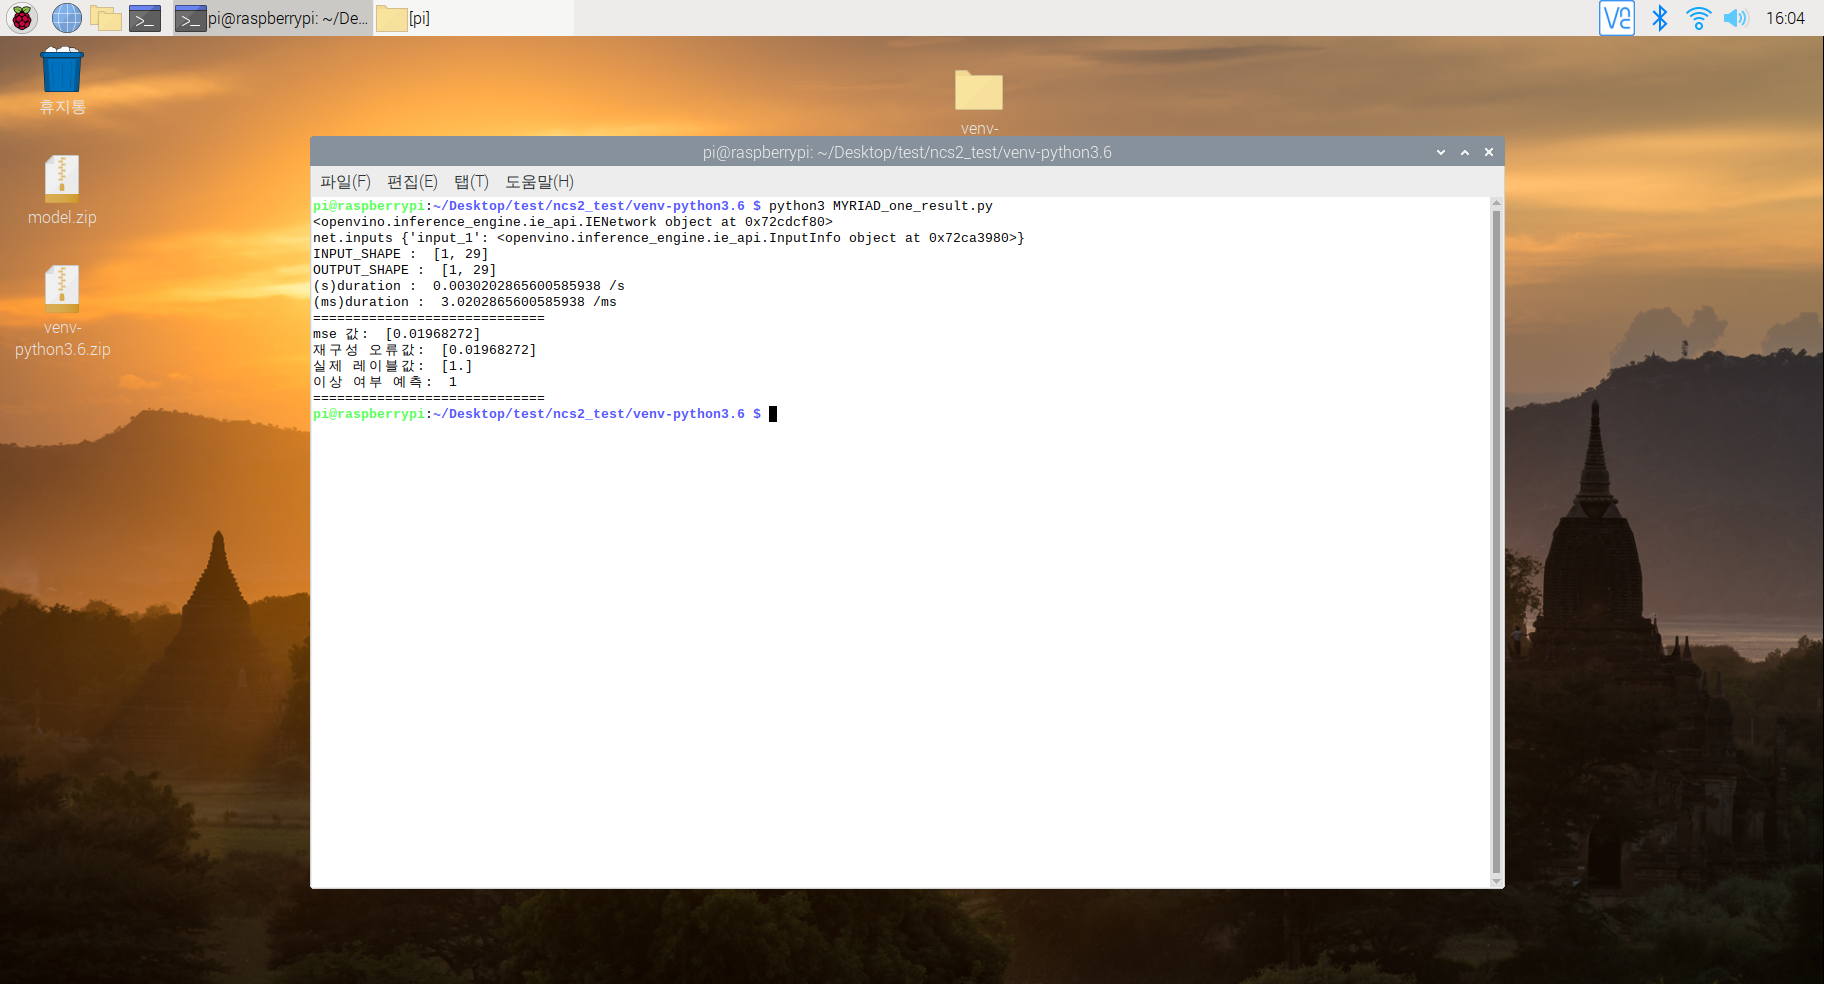 pi@raspberrypi: ~/De...
[pi]
16:04
휴지통
model.zip
venv-
python3.6.zip
venv-
pi@raspberrypi: ~/Desktop/test/ncs2_test/venv-python3.6
파일(F) 편집(E) 탭(T) 도움말(H)
pi@raspberrypi:~/Desktop/test/ncs2_test/venv-python3.6 $ python3 MYRIAD_one_result.py
<openvino.inference_engine.ie_api.IENetwork object at 0x72cdcf80>
net.inputs {'input_1': <openvino.inference_engine.ie_api.InputInfo object at 0x72ca3980>}
INPUT_SHAPE :  [1, 29]
OUTPUT_SHAPE :  [1, 29]
(s)duration :  0.0030202865600585938 /s
(ms)duration :  3.0202865600585938 /ms
=============================
mse 값:  [0.01968272]
재구성 오류값:  [0.01968272]
실제 레이블값:  [1.]
이상 여부 예측:  1
=============================
pi@raspberrypi:~/Desktop/test/ncs2_test/venv-python3.6 $